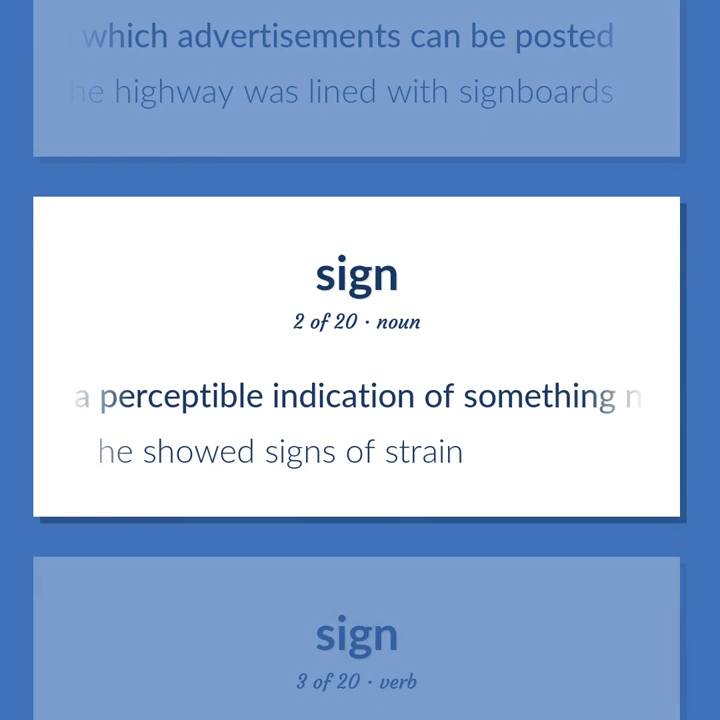 which advertisements can be posted
he highway was lined with signboards
sign
2 of 20 · noun
a perceptible indication of something n
he showed signs of strain
sign
3 of 20 · verb